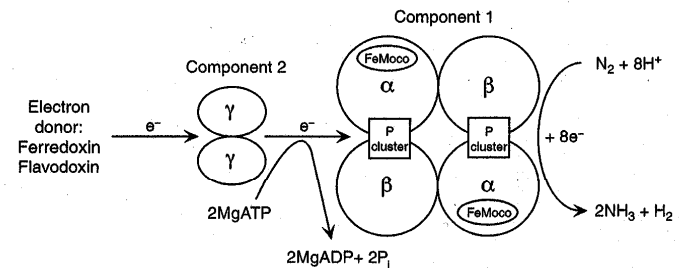 Component 1
FeMoco
α
β
N₂ + 8H⁺
Component 2
γ
γ
Electron
donor:
Ferredoxin
Flavodoxin
e⁻
e⁻
P
cluster
P
cluster
+ 8e⁻
β
α
FeMoco
2MgATP
2NH₃ + H₂
2MgADP+ 2Pᵢ